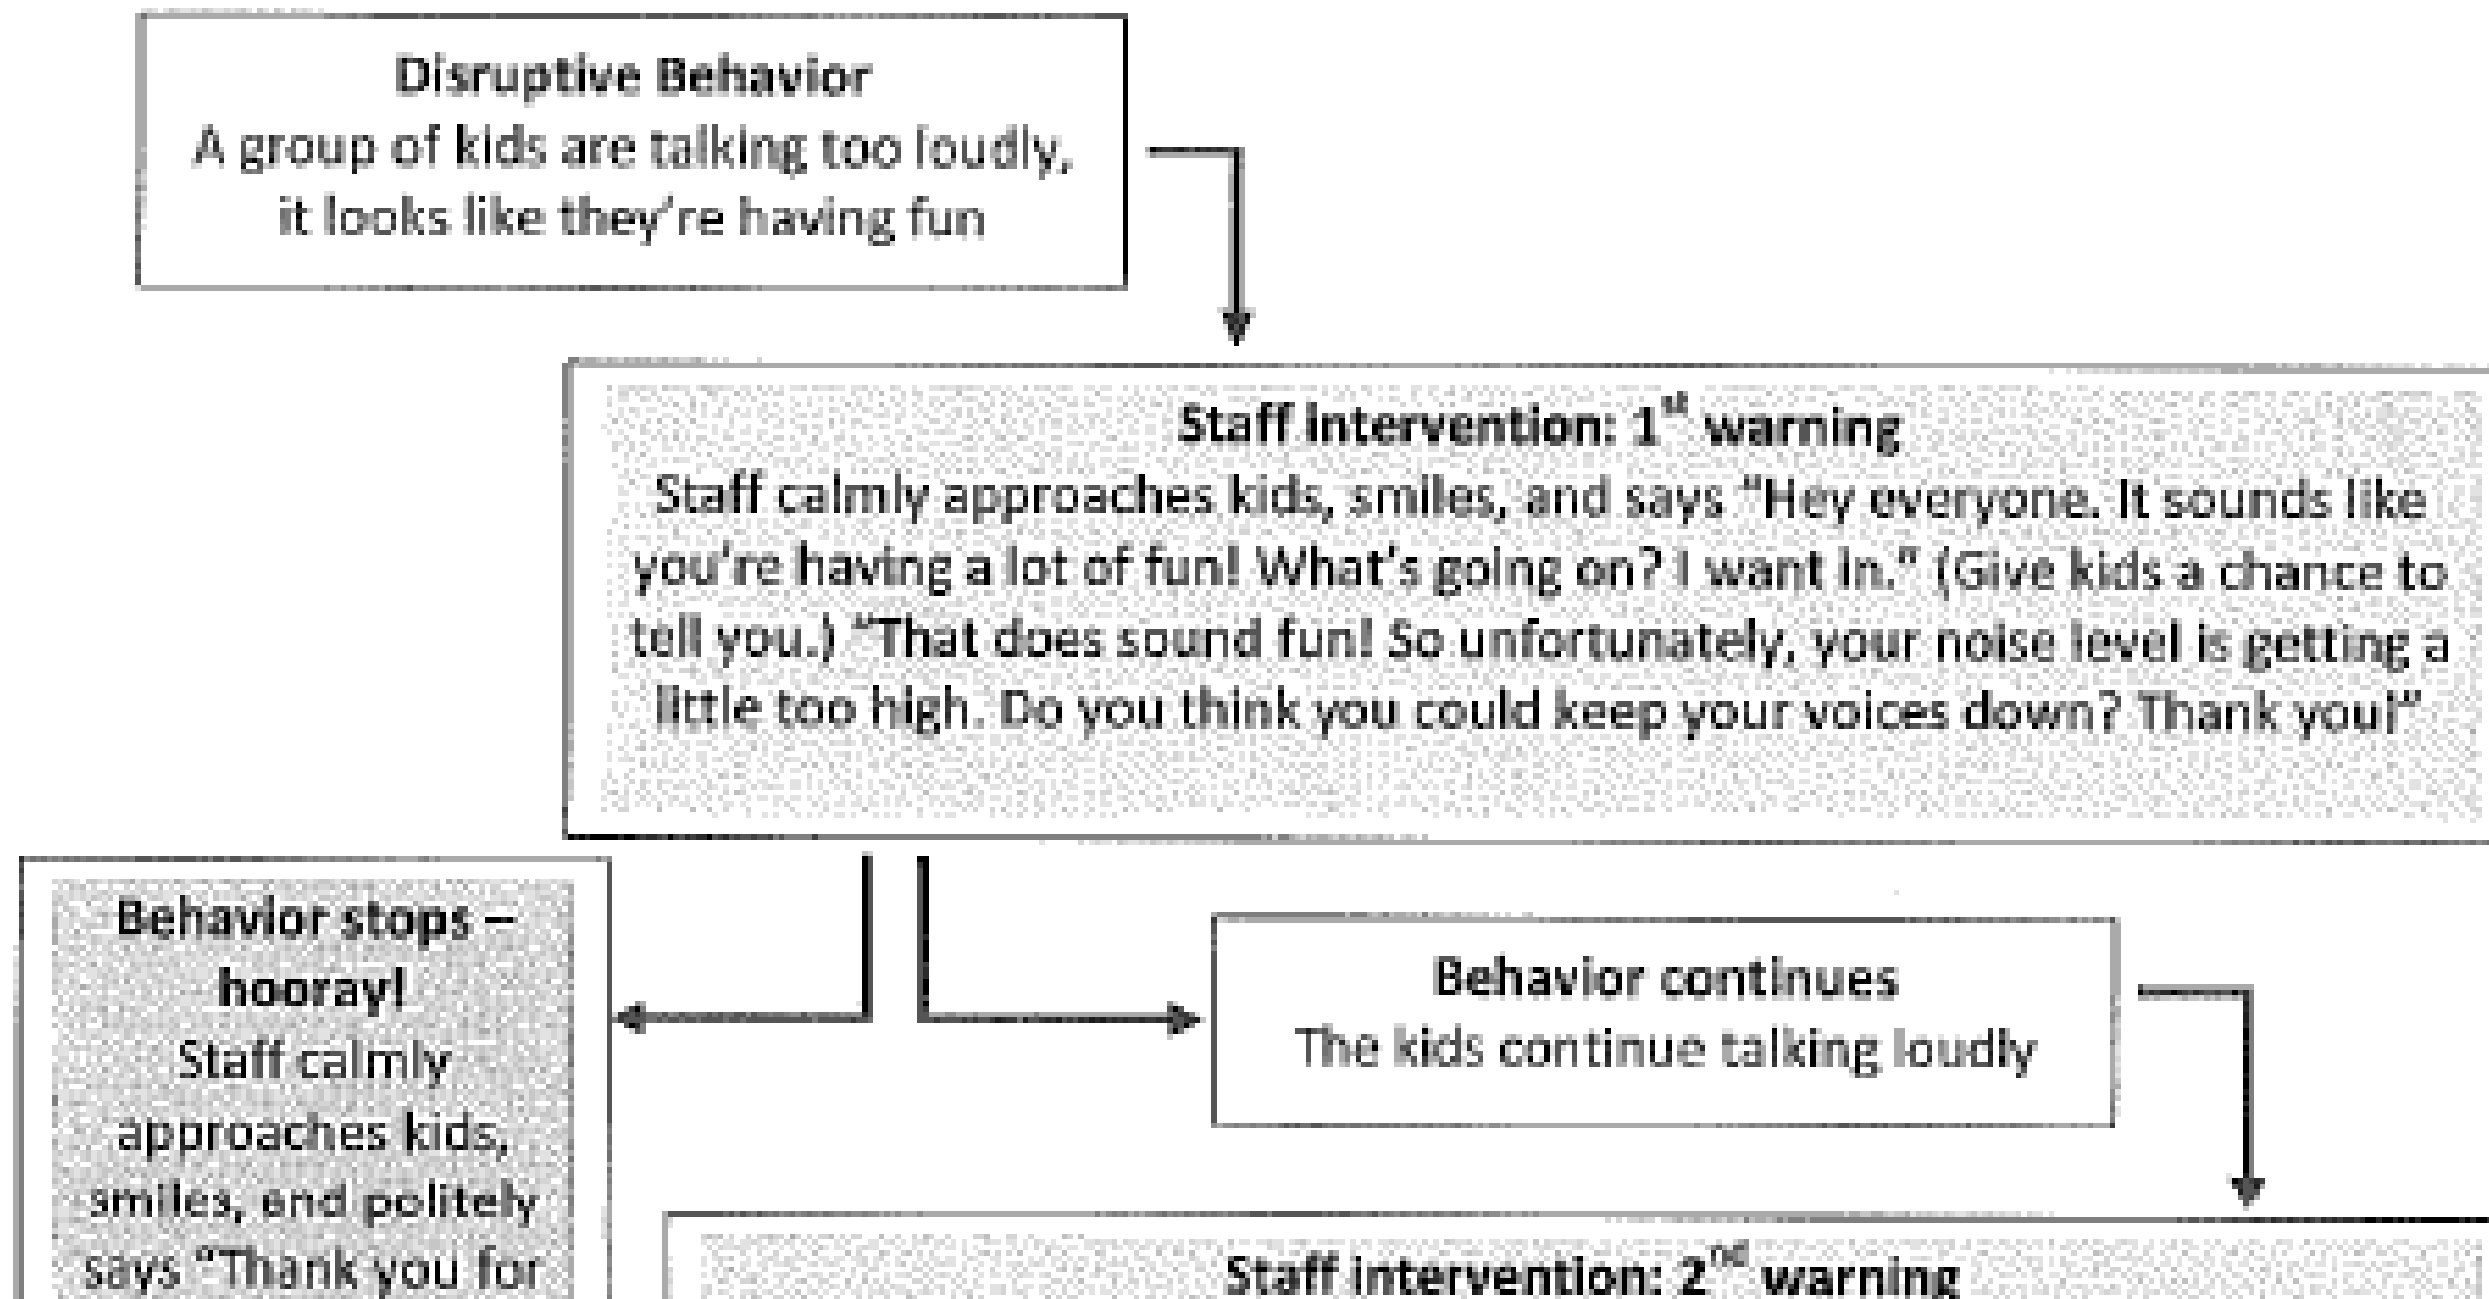 Disruptive Behavior
A group of kids are talking too loudly,
it looks like they're having fun
Staff intervention: 1st warning
Staff calmly approaches kids, smiles, and says "Hey everyone. It sounds like
you're having a lot of fun! What's going on? I want in." (Give kids a chance to
tell you.) "That does sound fun! So unfortunately, your noise level is getting a
little too high. Do you think you could keep your voices down? Thank you!"
Behavior stops –
hooray!
Staff calmly
approaches kids,
smiles, and politely
says "Thank you for
Behavior continues
The kids continue talking loudly
Staff intervention: 2nd warning